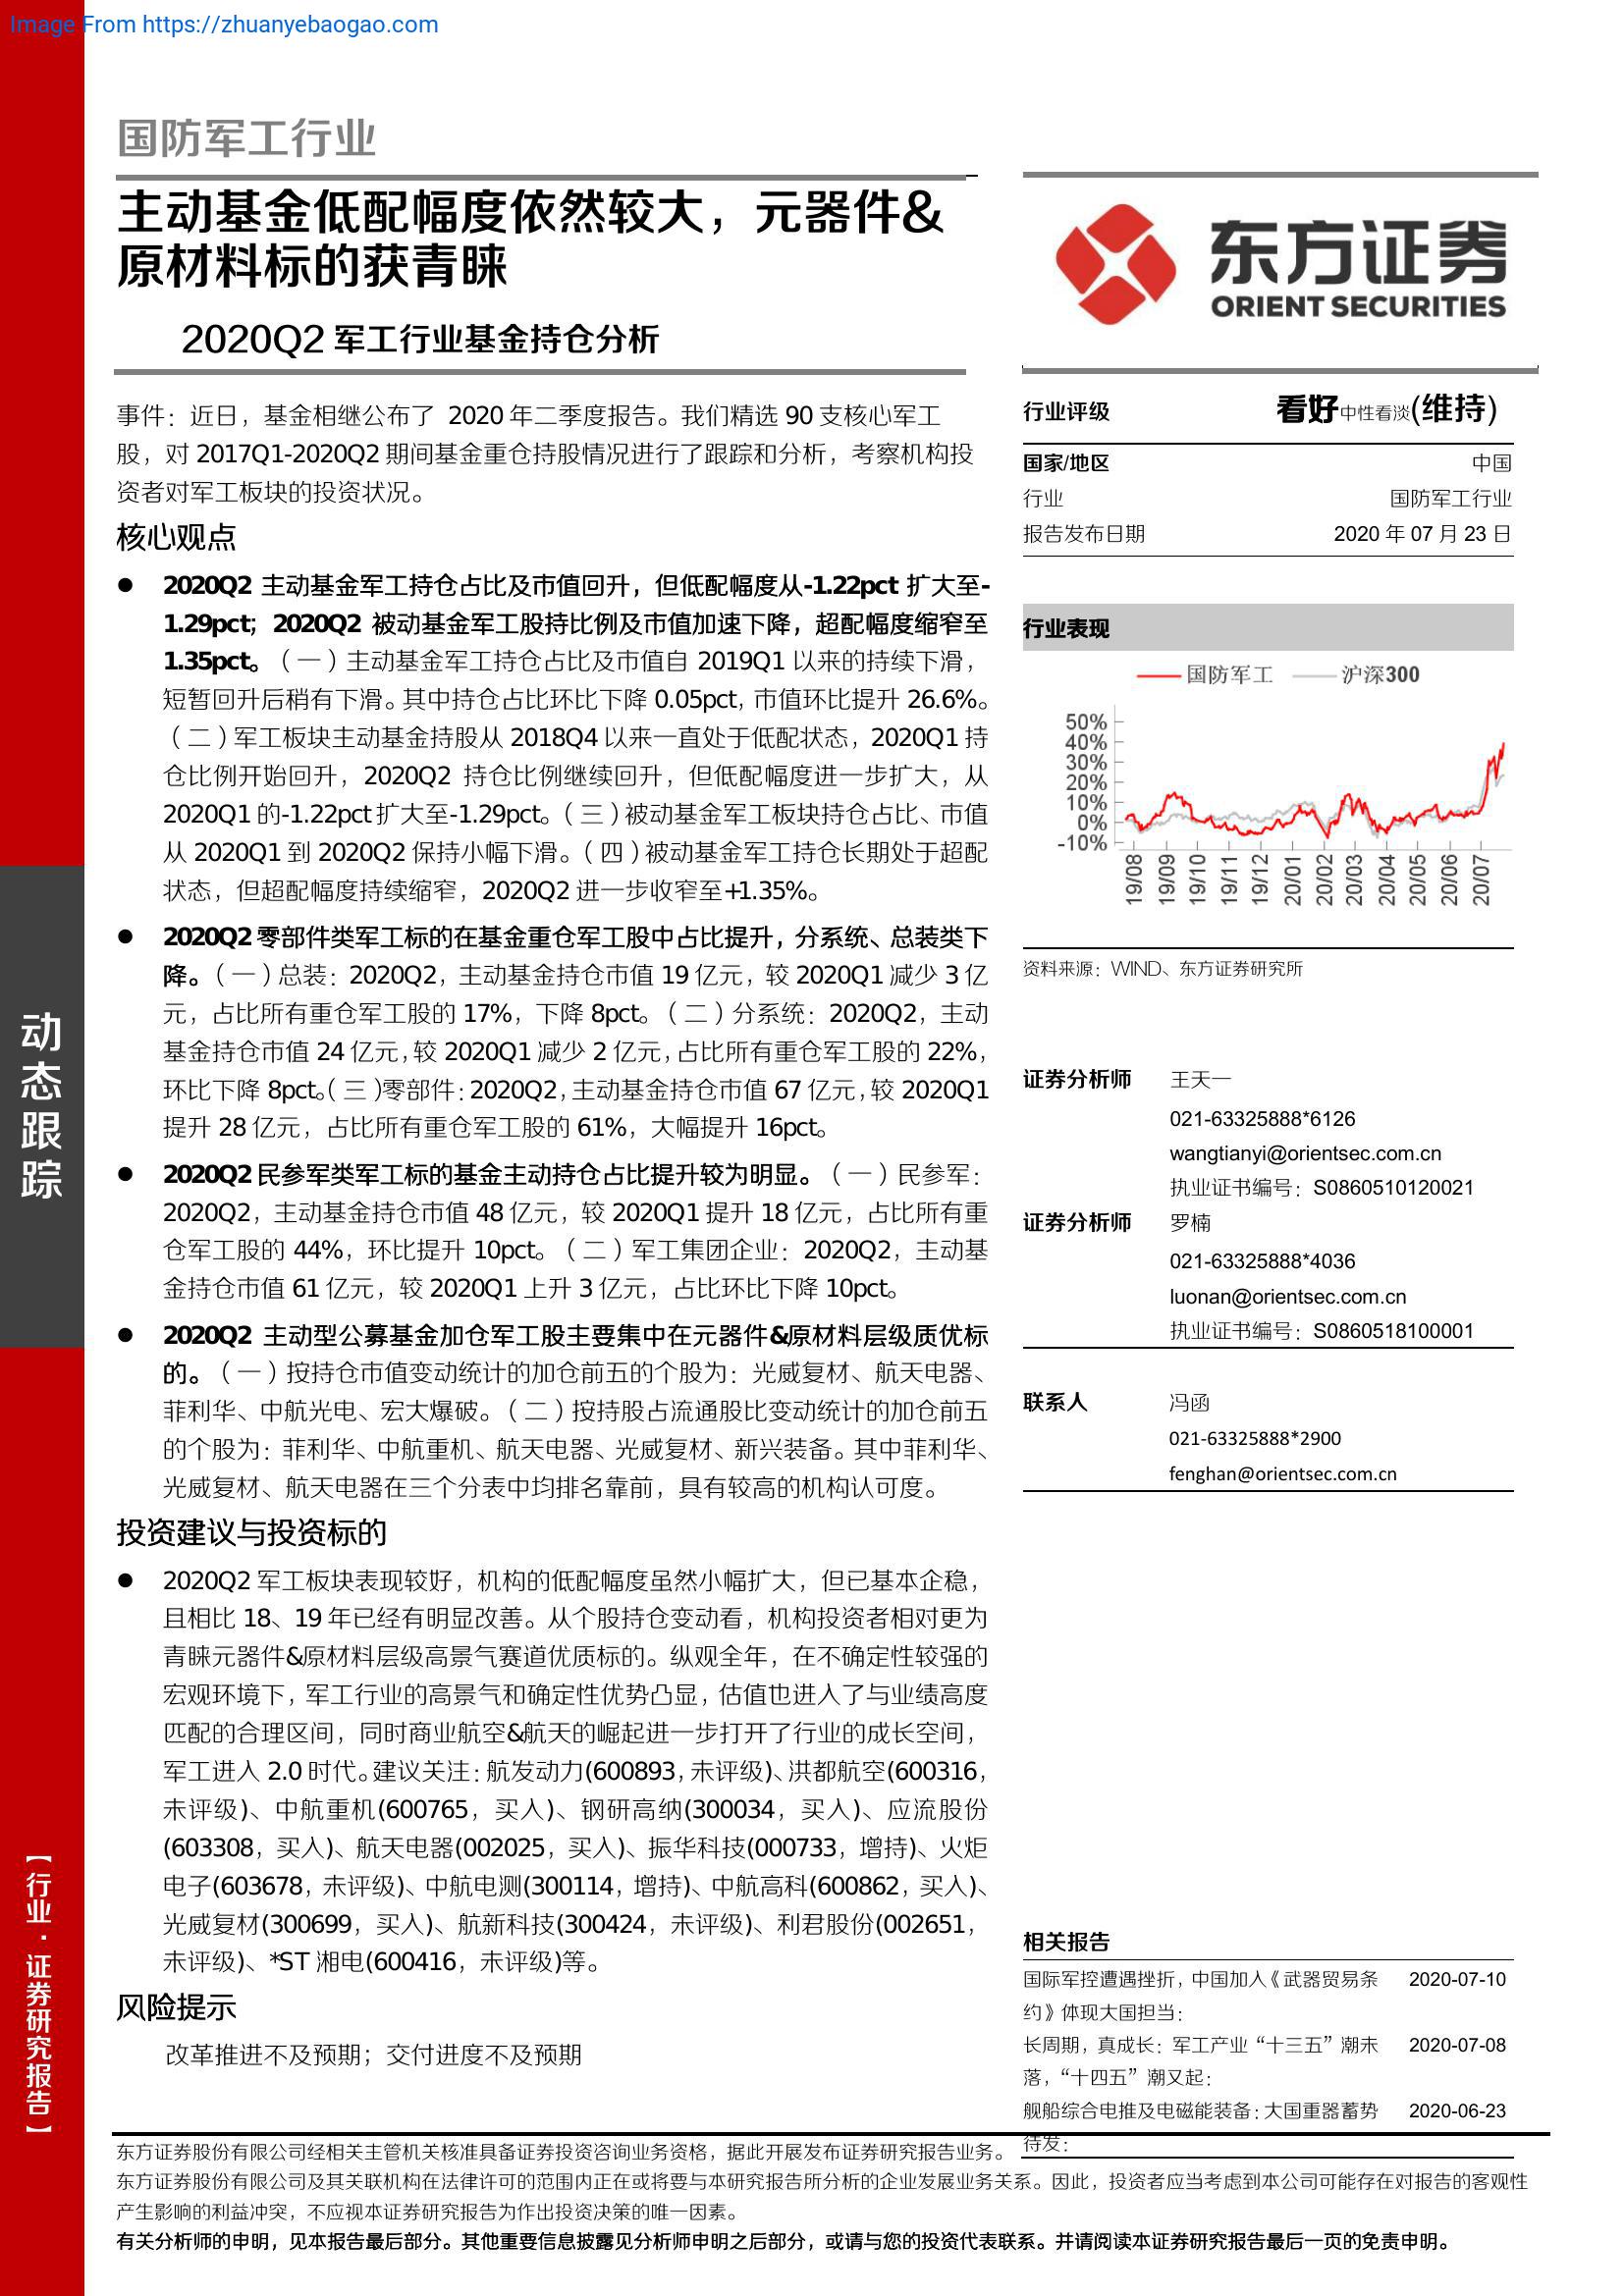 Image From https://zhuanyebaogao.com
国防军工行业
主动基金低配幅度依然较大，元器件&
原材料标的获青睐
2020Q2 军工行业基金持仓分析
事件：近日，基金相继公布了 2020 年二季度报告。我们精选 90 支核心军工
股，对 2017Q1-2020Q2 期间基金重仓持股情况进行了跟踪和分析，考察机构投
资者对军工板块的投资状况。
核心观点
● 2020Q2 主动基金军工持仓占比及市值回升，但低配幅度从-1.22pct 扩大至-
1.29pct；2020Q2 被动基金军工股持比例及市值加速下降，超配幅度缩窄至
1.35pct。（一）主动基金军工持仓占比及市值自 2019Q1 以来的持续下滑，
短暂回升后稍有下滑。其中持仓占比环比下降 0.05pct，市值环比提升 26.6%。
（二）军工板块主动基金持股从 2018Q4 以来一直处于低配状态，2020Q1 持
仓比例开始回升，2020Q2 持仓比例继续回升，但低配幅度进一步扩大，从
2020Q1 的-1.22pct 扩大至-1.29pct。（三）被动基金军工板块持仓占比、市值
从 2020Q1 到 2020Q2 保持小幅下滑。（四）被动基金军工持仓长期处于超配
状态，但超配幅度持续缩窄，2020Q2 进一步收窄至+1.35%。
● 2020Q2 零部件类军工标的在基金重仓军工股中占比提升，分系统、总装类下
降。（一）总装：2020Q2，主动基金持仓市值 19 亿元，较 2020Q1 减少 3 亿
元，占比所有重仓军工股的 17%，下降 8pct。（二）分系统：2020Q2，主动
基金持仓市值 24 亿元，较 2020Q1 减少 2 亿元，占比所有重仓军工股的 22%，
环比下降 8pct。（三）零部件：2020Q2，主动基金持仓市值 67 亿元，较 2020Q1
提升 28 亿元，占比所有重仓军工股的 61%，大幅提升 16pct。
● 2020Q2 民参军类军工标的基金主动持仓占比提升较为明显。（一）民参军：
2020Q2，主动基金持仓市值 48 亿元，较 2020Q1 提升 18 亿元，占比所有重
仓军工股的 44%，环比提升 10pct。（二）军工集团企业：2020Q2，主动基
金持仓市值 61 亿元，较 2020Q1 上升 3 亿元，占比环比下降 10pct。
● 2020Q2 主动型公募基金加仓军工股主要集中在元器件&原材料层级质优标
的。（一）按持仓市值变动统计的加仓前五的个股为：光威复材、航天电器、
菲利华、中航光电、宏大爆破。（二）按持股占流通股比变动统计的加仓前五
的个股为：菲利华、中航重机、航天电器、光威复材、新兴装备。其中菲利华、
光威复材、航天电器在三个分表中均排名靠前，具有较高的机构认可度。
投资建议与投资标的
● 2020Q2 军工板块表现较好，机构的低配幅度虽然小幅扩大，但已基本企稳，
且相比 18、19 年已经有明显改善。从个股持仓变动看，机构投资者相对更为
青睐元器件&原材料层级高景气赛道优质标的。纵观全年，在不确定性较强的
宏观环境下，军工行业的高景气和确定性优势凸显，估值也进入了与业绩高度
匹配的合理区间，同时商业航空&航天的崛起进一步打开了行业的成长空间，
军工进入 2.0 时代。建议关注：航发动力(600893，未评级)、洪都航空(600316，
未评级)、中航重机(600765，买入)、钢研高纳(300034，买入)、应流股份
(603308，买入)、航天电器(002025，买入)、振华科技(000733，增持)、火炬
电子(603678，未评级)、中航电测(300114，增持)、中航高科(600862，买入)、
光威复材(300699，买入)、航新科技(300424，未评级)、利君股份(002651，
未评级)、*ST 湘电(600416，未评级)等。
风险提示
改革推进不及预期；交付进度不及预期
东方证券
ORIENT SECURITIES
行业评级 看好 中性 看淡 (维持)
国家/地区 中国
行业 国防军工行业
报告发布日期 2020 年 07 月 23 日
行业表现
国防军工 沪深300
50%
40%
30%
20%
10%
0%
-10%
19/08 19/09 19/10 19/11 19/12 20/01 20/02 20/03 20/04 20/05 20/06 20/07
资料来源：WIND、东方证券研究所
证券分析师 王天一
021-63325888*6126
wangtianyi@orientsec.com.cn
执业证书编号：S0860510120021
证券分析师 罗楠
021-63325888*4036
luonan@orientsec.com.cn
执业证书编号：S0860518100001
联系人 冯函
021-63325888*2900
fenghan@orientsec.com.cn
相关报告
国际军控遭遇挫折，中国加入《武器贸易条 2020-07-10
约》体现大国担当：
长周期，真成长：军工产业“十三五”潮未 2020-07-08
落，“十四五”潮又起：
舰船综合电推及电磁能装备：大国重器蓄势 2020-06-23
待发：
动态跟踪
【行业·证券研究报告】
东方证券股份有限公司经相关主管机关核准具备证券投资咨询业务资格，据此开展发布证券研究报告业务。
东方证券股份有限公司及其关联机构在法律许可的范围内正在或将要与本研究报告所分析的企业发展业务关系。因此，投资者应当考虑到本公司可能存在对报告的客观性
产生影响的利益冲突，不应视本证券研究报告为作出投资决策的唯一因素。
有关分析师的申明，见本报告最后部分。其他重要信息披露见分析师申明之后部分，或请与您的投资代表联系。并请阅读本证券研究报告最后一页的免责申明。